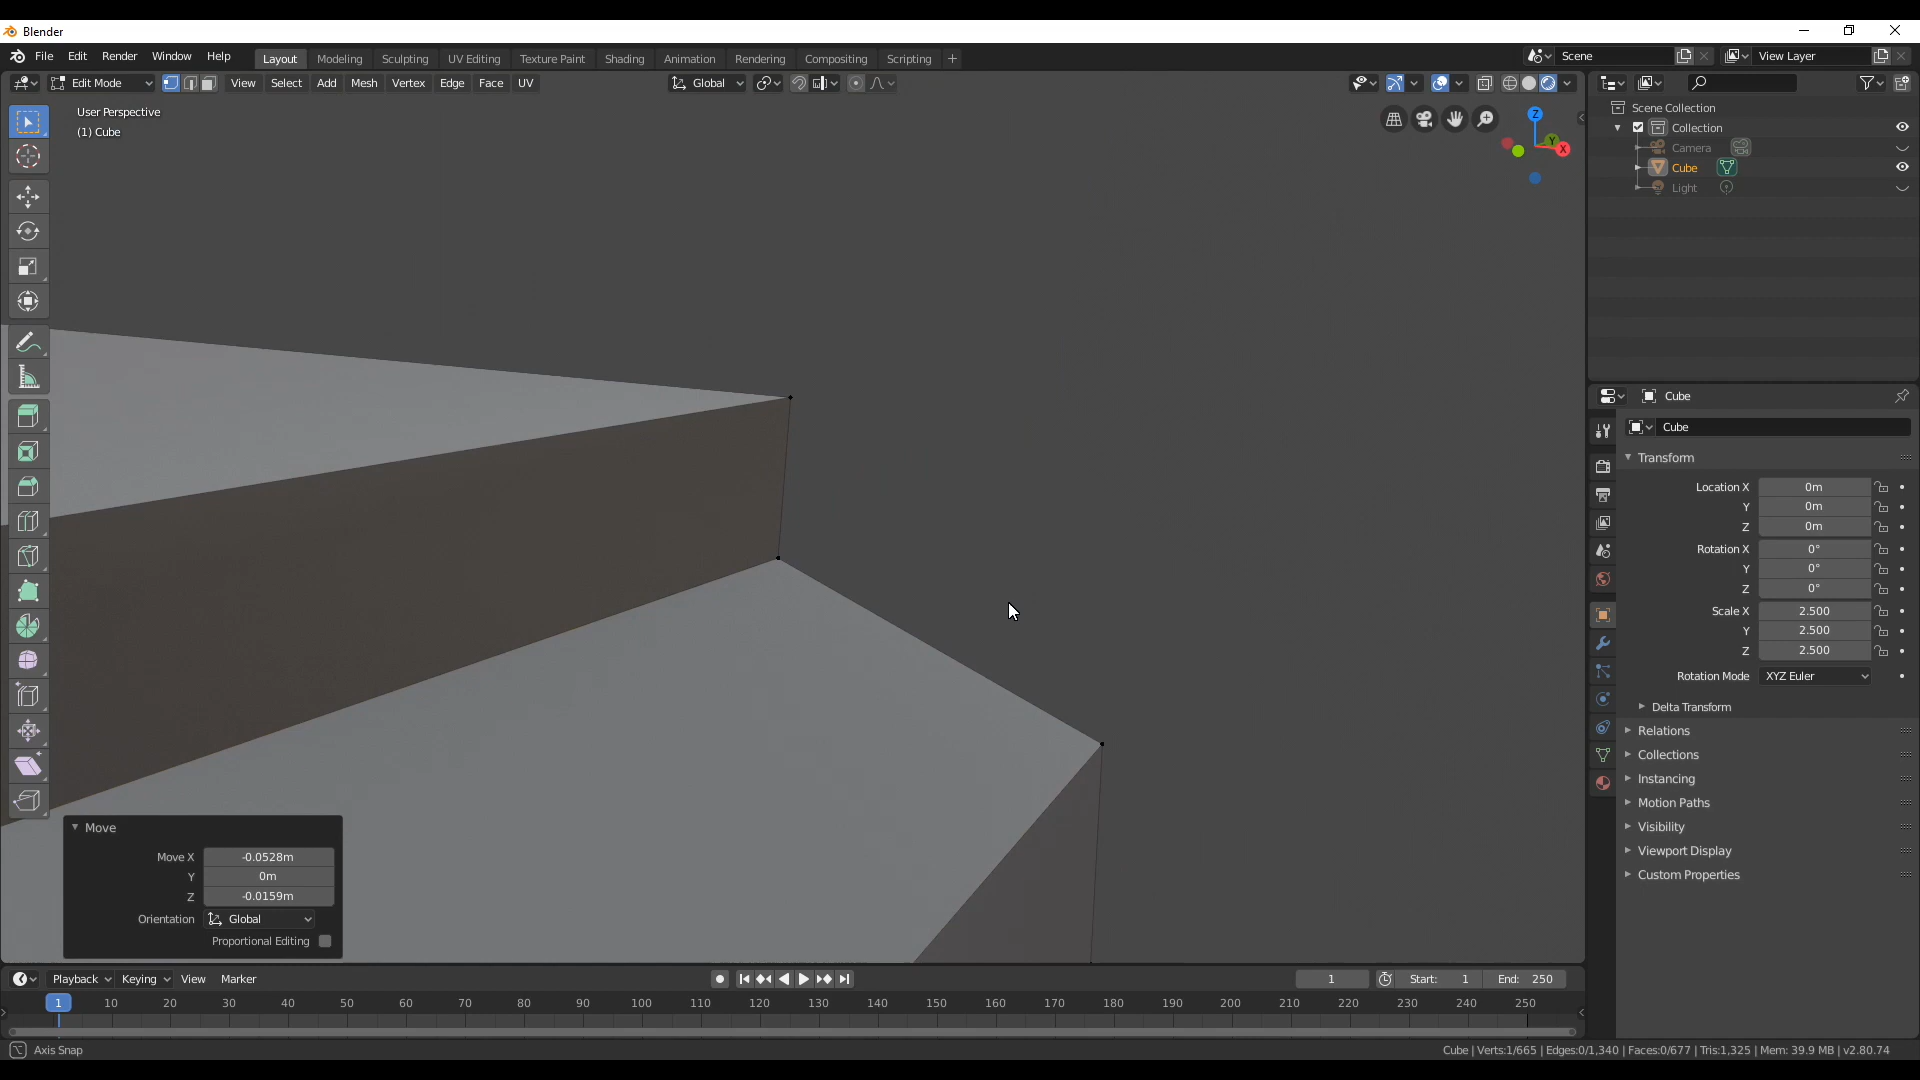 Blender
File Edit Render Window Help Layout Modeling Sculpting UV Editing Texture Paint Shading Animation Rendering Compositing Scripting + Scene View Layer
Edit Mode View Select Add Mesh Vertex Edge Face UV Global
User Perspective
(1) Cube
Z
Y
X
Scene Collection
Collection
Camera
Cube
Light
Cube
Cube
Transform
Location X 0m
Y 0m
Z 0m
Rotation X 0°
Y 0°
Z 0°
Scale X 2.500
Y 2.500
Z 2.500
Rotation Mode XYZ Euler
Delta Transform
Relations
Collections
Instancing
Motion Paths
Visibility
Viewport Display
Custom Properties
Move
Move X -0.0528m
Y 0m
Z -0.0159m
Orientation Global
Proportional Editing
Playback Keying View Marker 1 Start: 1 End: 250
1 10 20 30 40 50 60 70 80 90 100 110 120 130 140 150 160 170 180 190 200 210 220 230 240 250
Axis Snap Cube | Verts:1/665 | Edges:0/1,340 | Faces:0/677 | Tris:1,325 | Mem: 39.9 MB | v2.80.74